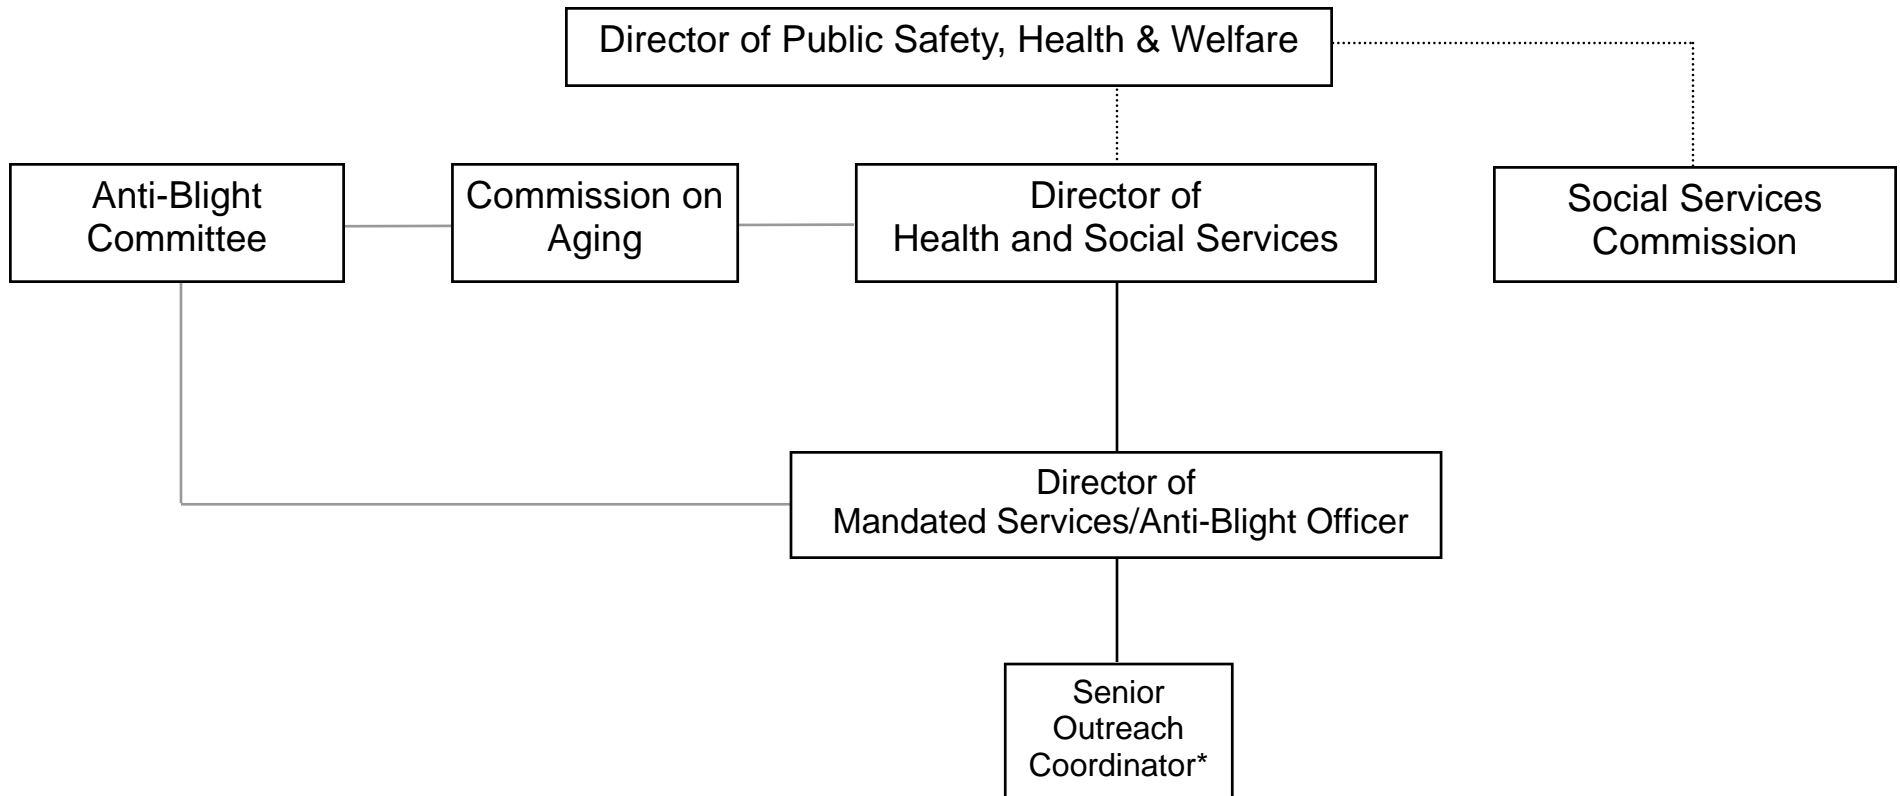 Director of Public Safety, Health & Welfare
Anti-Blight
Committee
Commission on
Aging
Director of
Health and Social Services
Social Services
Commission
Director of
Mandated Services/Anti-Blight Officer
Senior
Outreach
Coordinator*